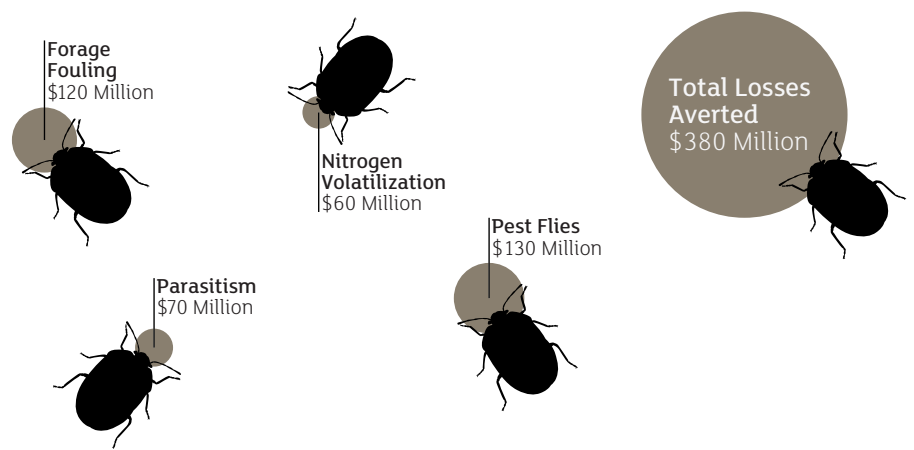 Forage
Fouling
$120 Million
Nitrogen
Volatilization
$60 Million
Total Losses
Averted
$380 Million
Pest Flies
$130 Million
Parasitism
$70 Million